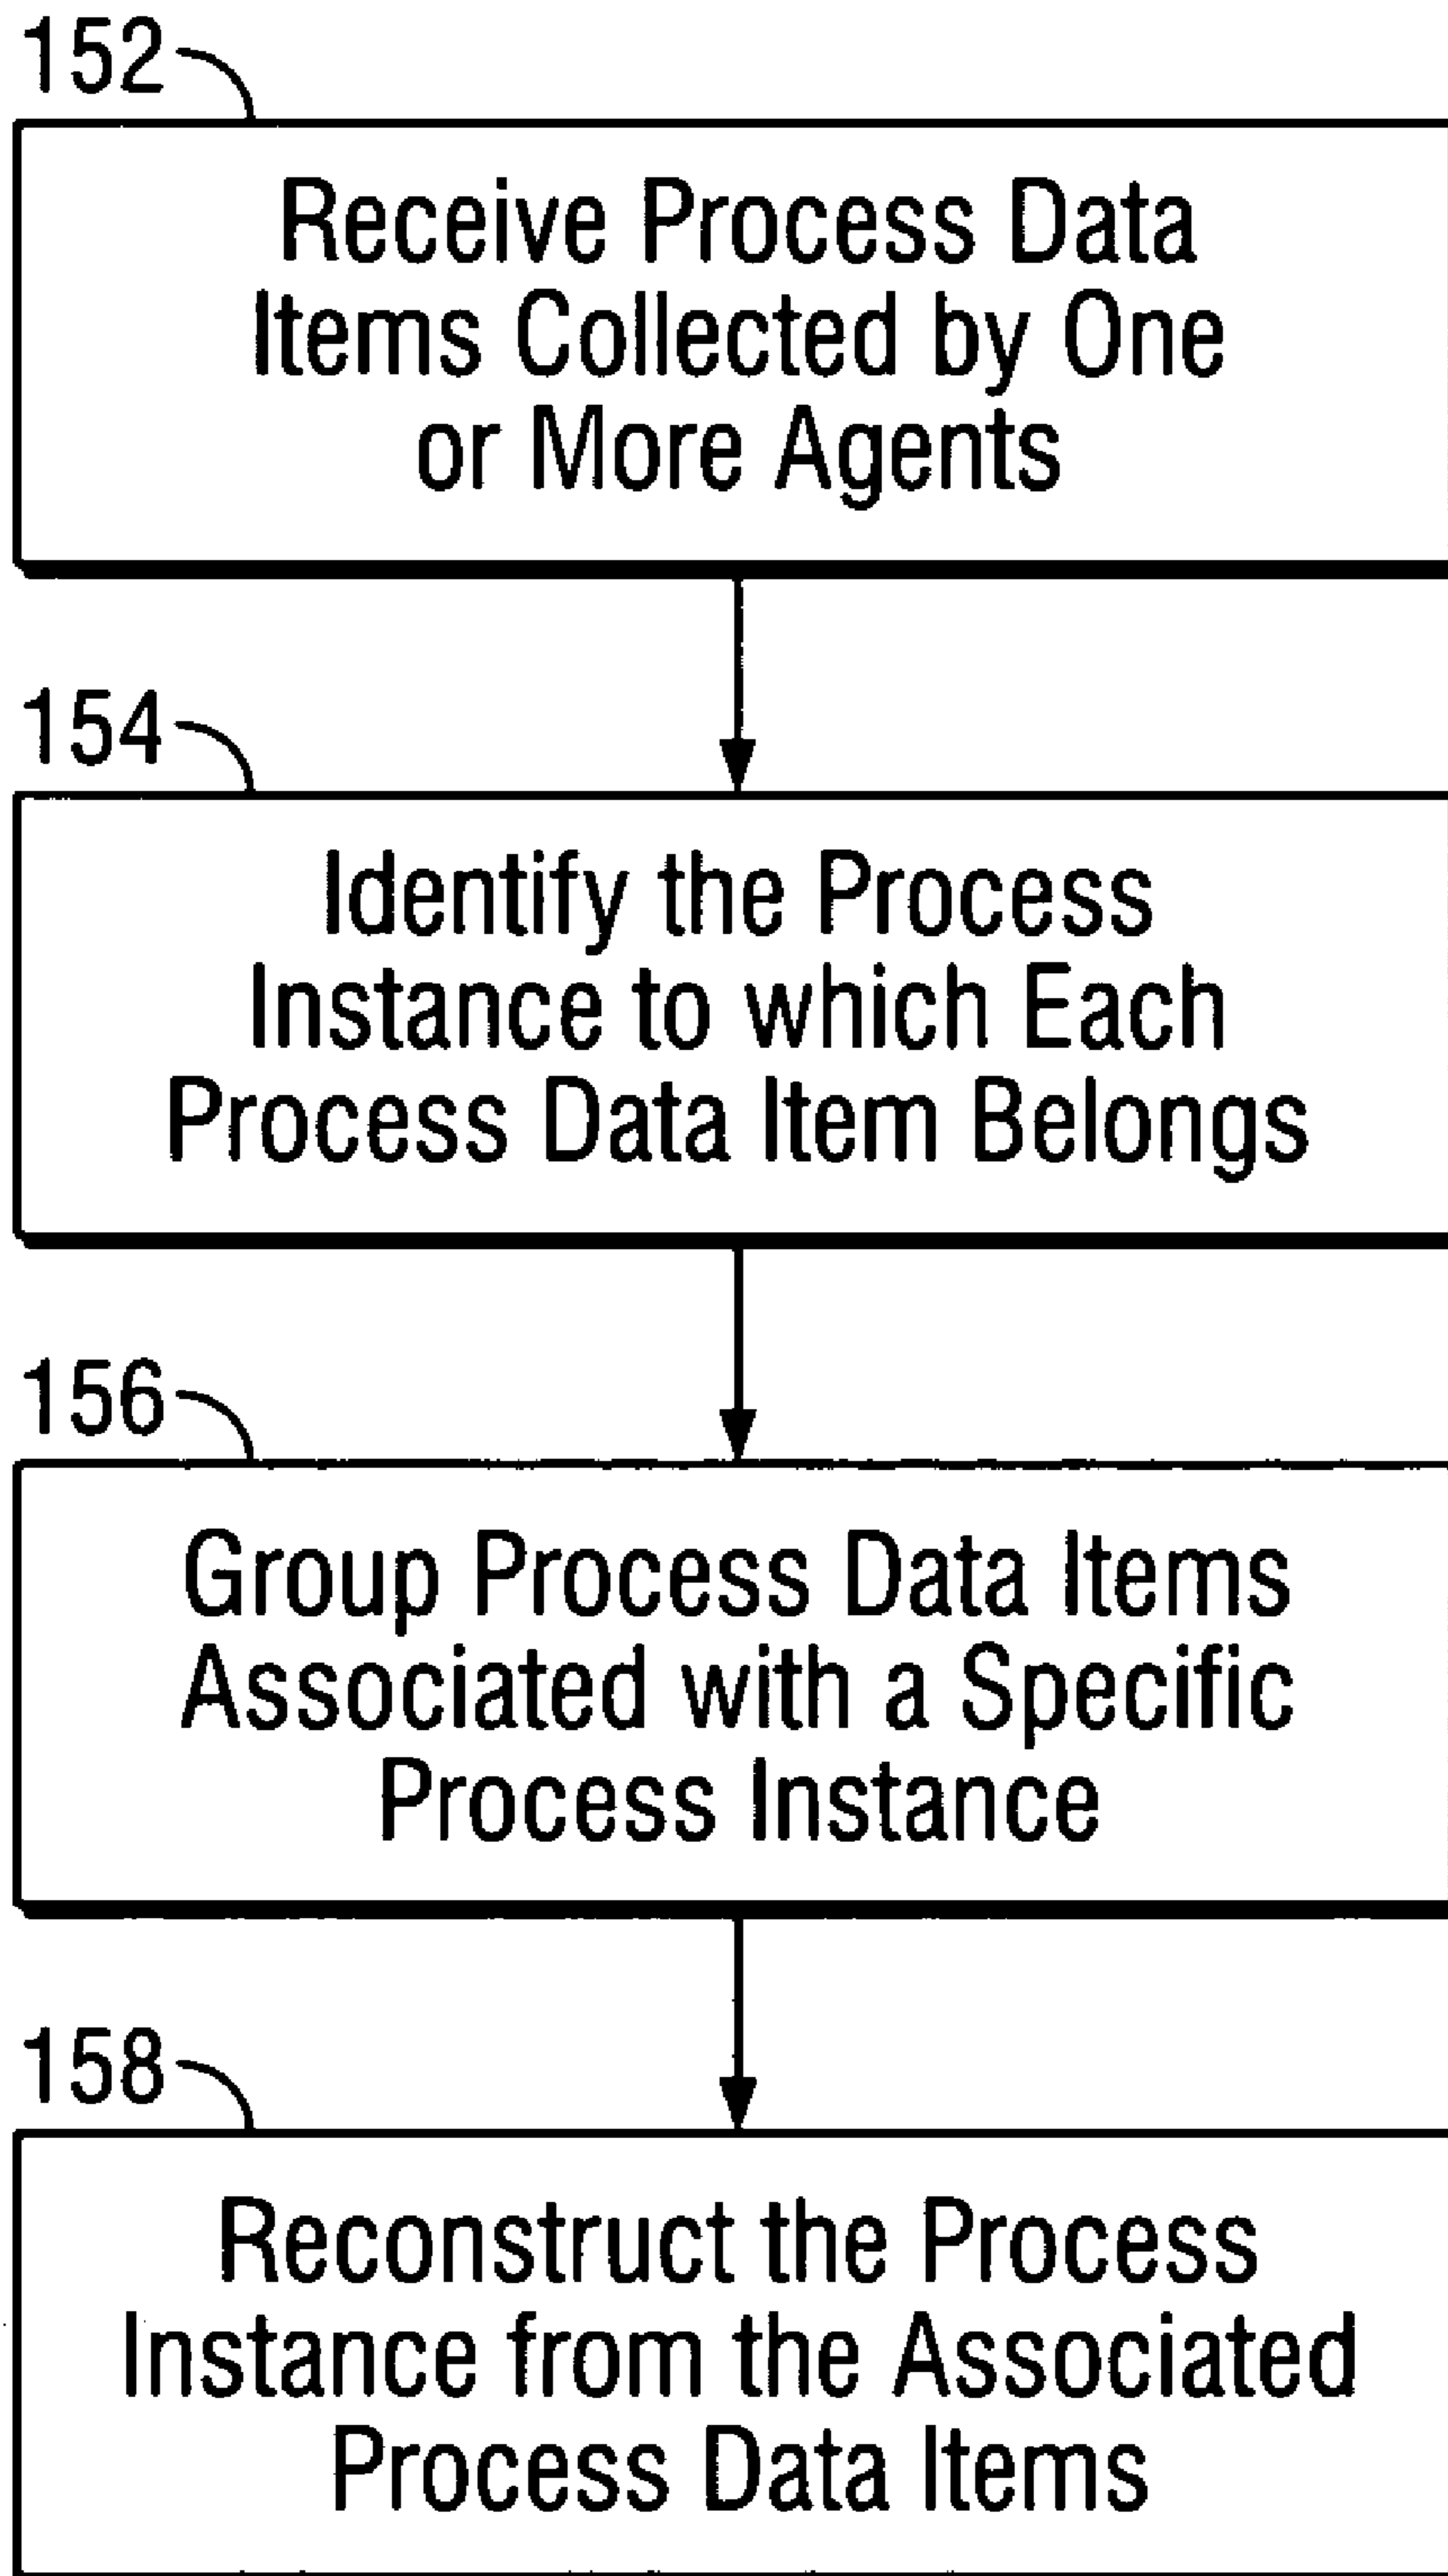 152
Receive Process Data
Items Collected by One
or More Agents
154
Identify the Process
Instance to which Each
Process Data Item Belongs
156
Group Process Data Items
Associated with a Specific
Process Instance
158
Reconstruct the Process
Instance from the Associated
Process Data Items